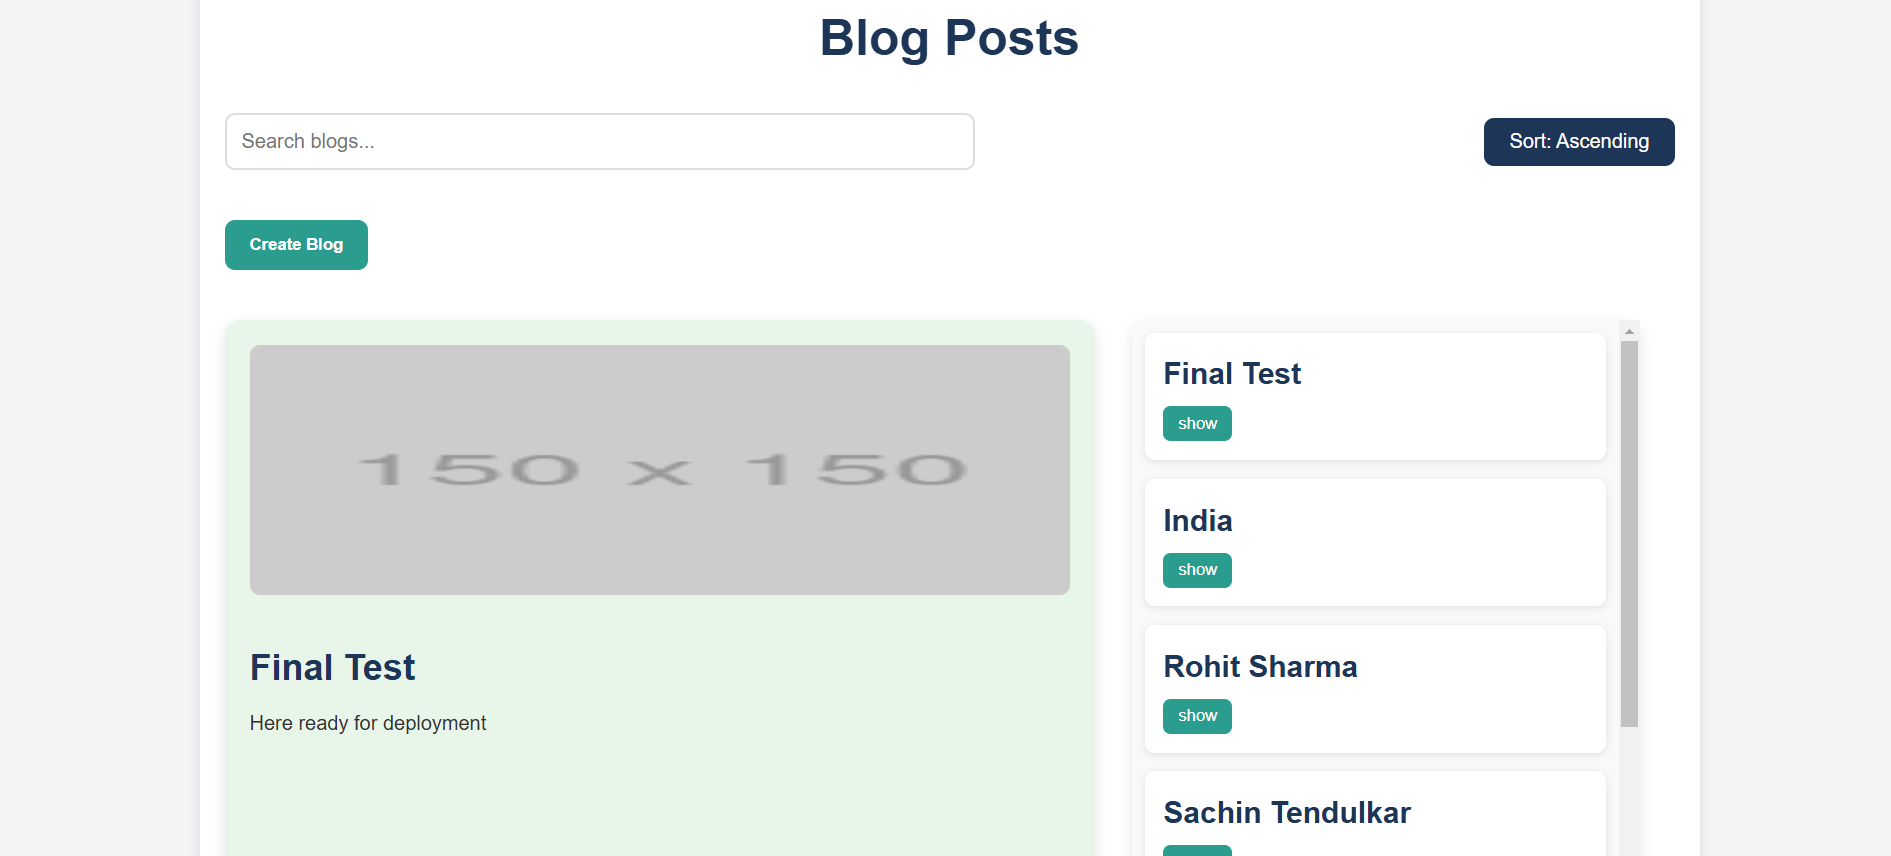 Blog Posts
Search blogs...
Sort: Ascending
Create Blog
150 x 150
Final Test
Here ready for deployment
Final Test
show
India
show
Rohit Sharma
show
Sachin Tendulkar